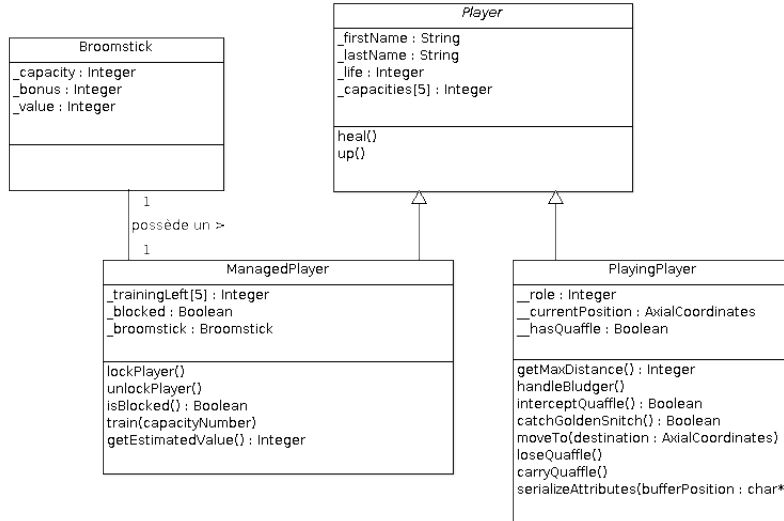 Player
_firstName : String
_lastName : String
_life : Integer
_capacities[5] : Integer
heal()
up()
Broomstick
_capacity : Integer
_bonus : Integer
_value : Integer
1
possède un >
1
ManagedPlayer
_trainingLeft[5] : Integer
_blocked : Boolean
_broomstick : Broomstick
lockPlayer()
unlockPlayer()
isBlocked() : Boolean
train(capacityNumber)
getEstimatedValue() : Integer
PlayingPlayer
__role : Integer
__currentPosition : AxialCoordinates
__hasQuaffle : Boolean
getMaxDistance() : Integer
handleBludger()
interceptQuaffle() : Boolean
catchGoldenSnitch() : Boolean
moveTo(destination : AxialCoordinates)
loseQuaffle()
carryQuaffle()
serializeAttributes(bufferPosition : char*